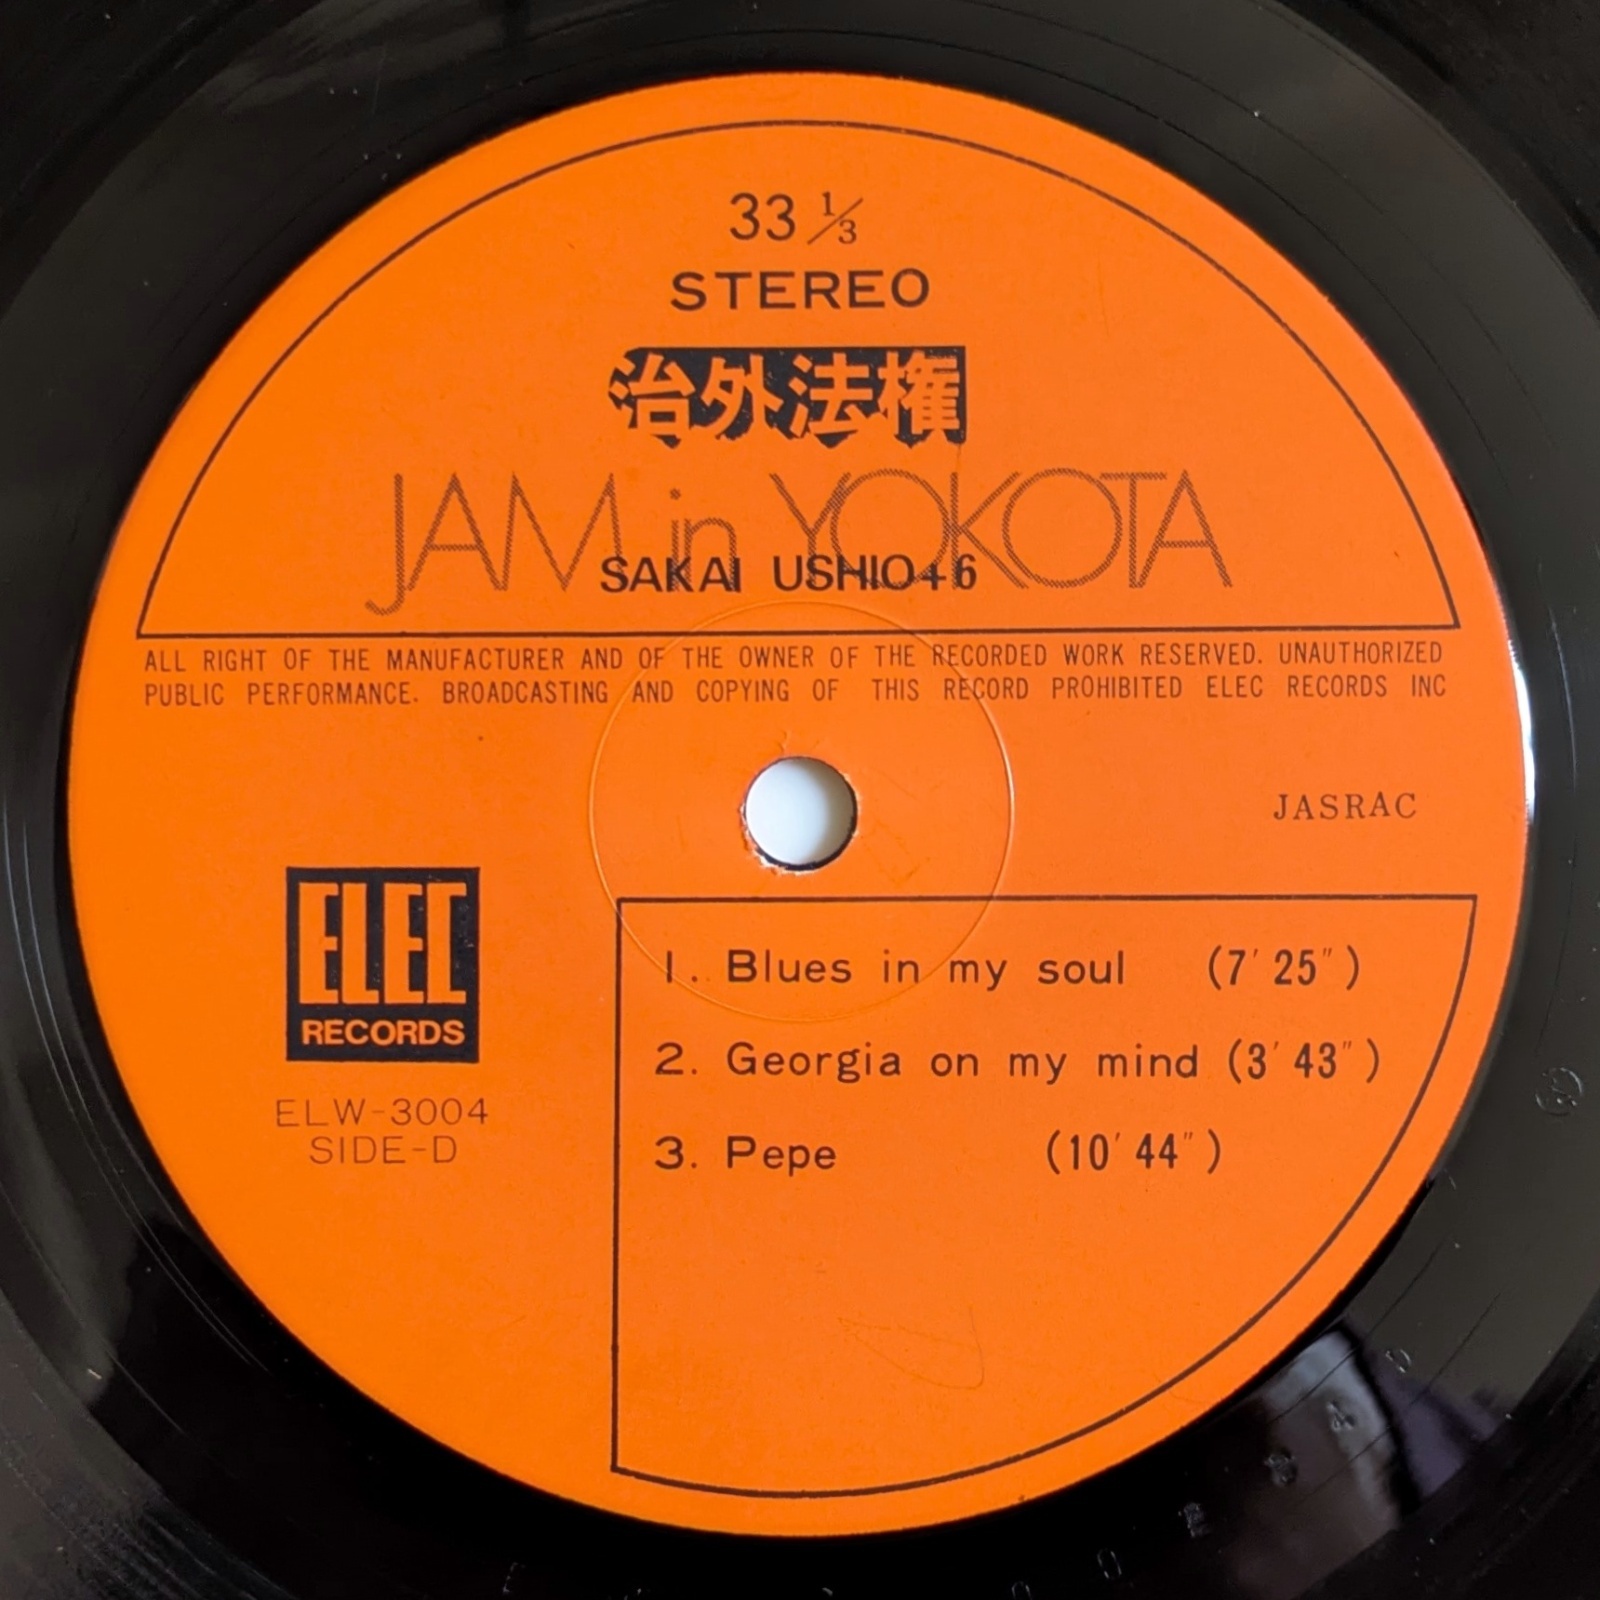 33 1/3
STEREO
治外法権
JAM in YOKOTA
SAKAI USHIO+6
ALL RIGHT OF THE MANUFACTURER AND OF THE OWNER OF THE RECORDED WORK RESERVED. UNAUTHORIZED
PUBLIC PERFORMANCE. BROADCASTING AND COPYING OF THIS RECORD PROHIBITED ELEC RECORDS INC
JASRAC
ELEC
RECORDS
ELW-3004
SIDE-D
1. Blues in my soul (7′25″)
2. Georgia on my mind (3′43″)
3. Pepe (10′44″)